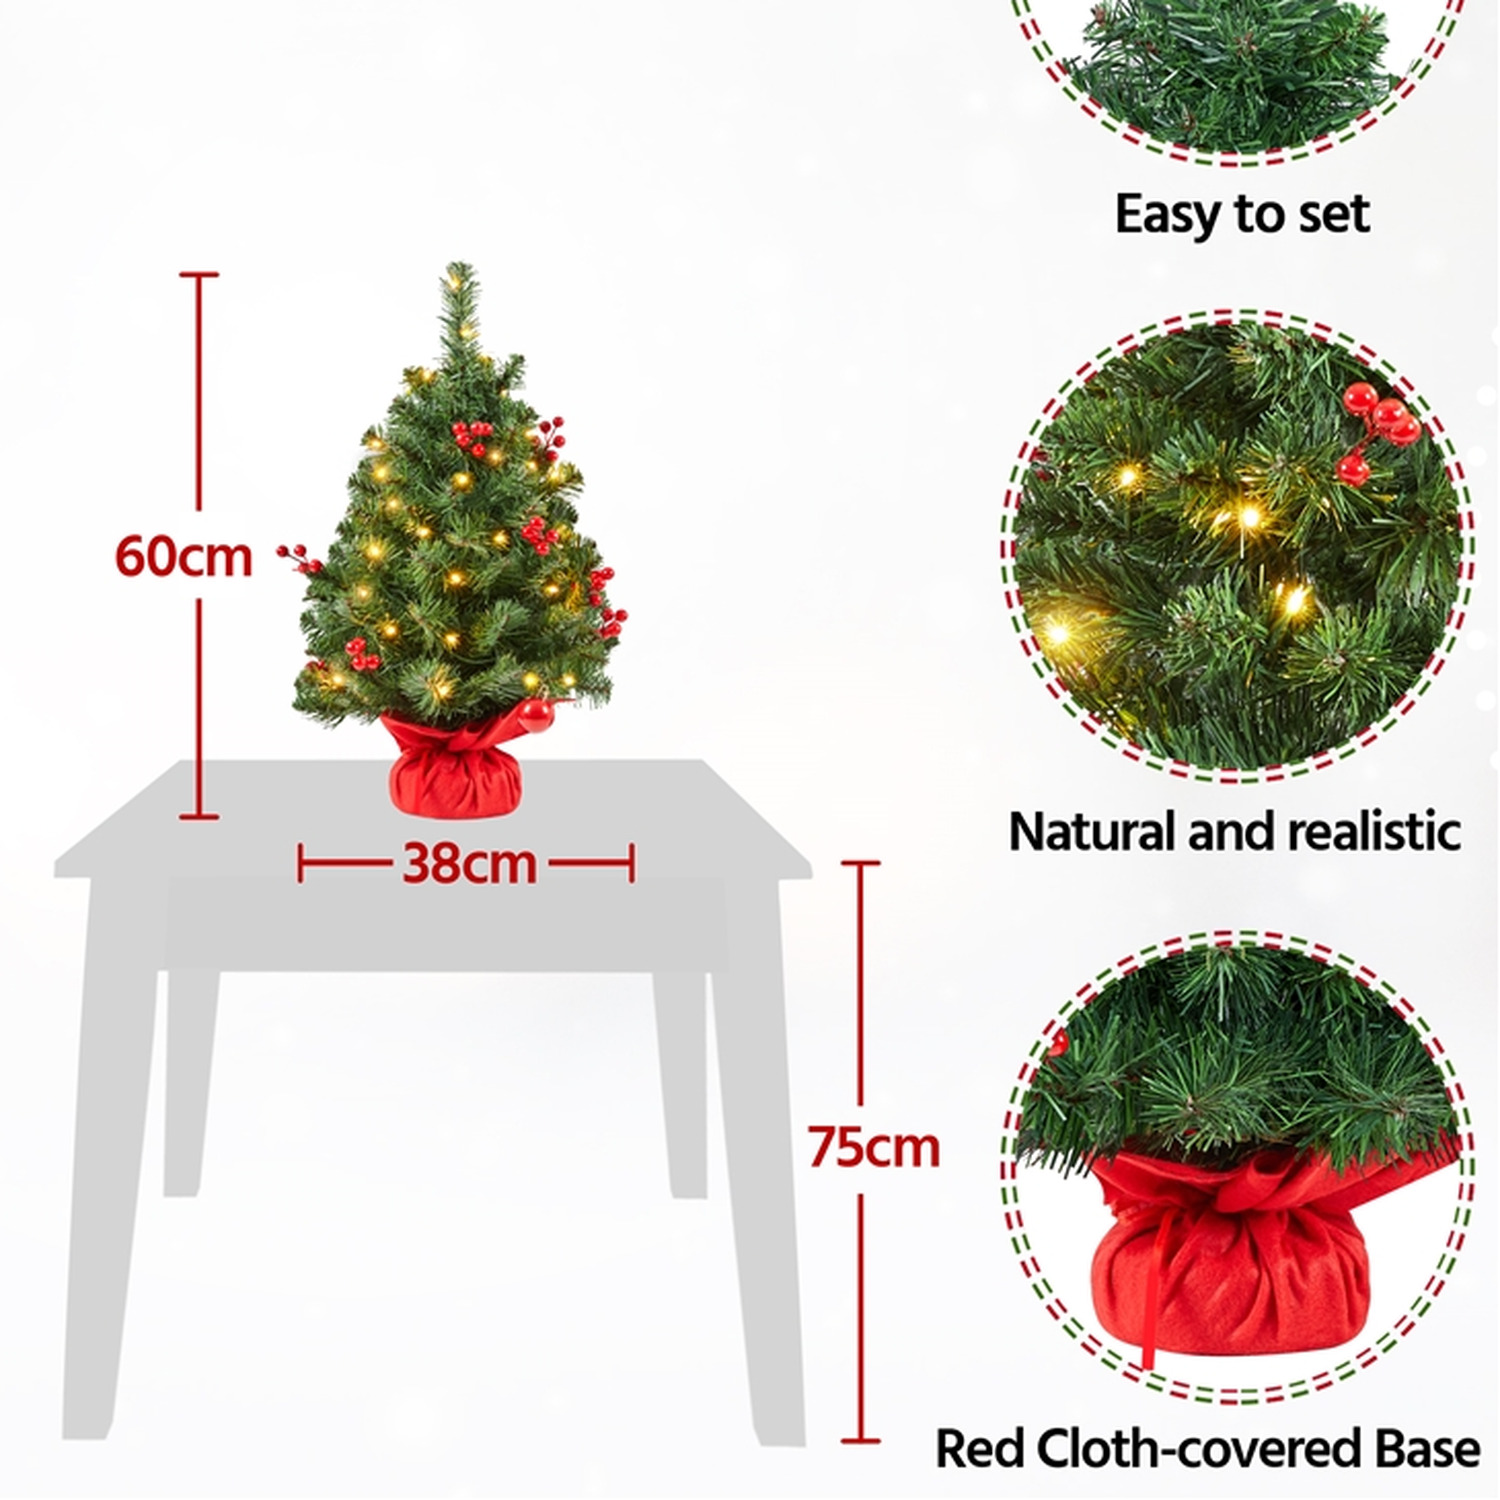 Easy to set
60cm
Natural and realistic
38cm
75cm
Red Cloth-covered Base